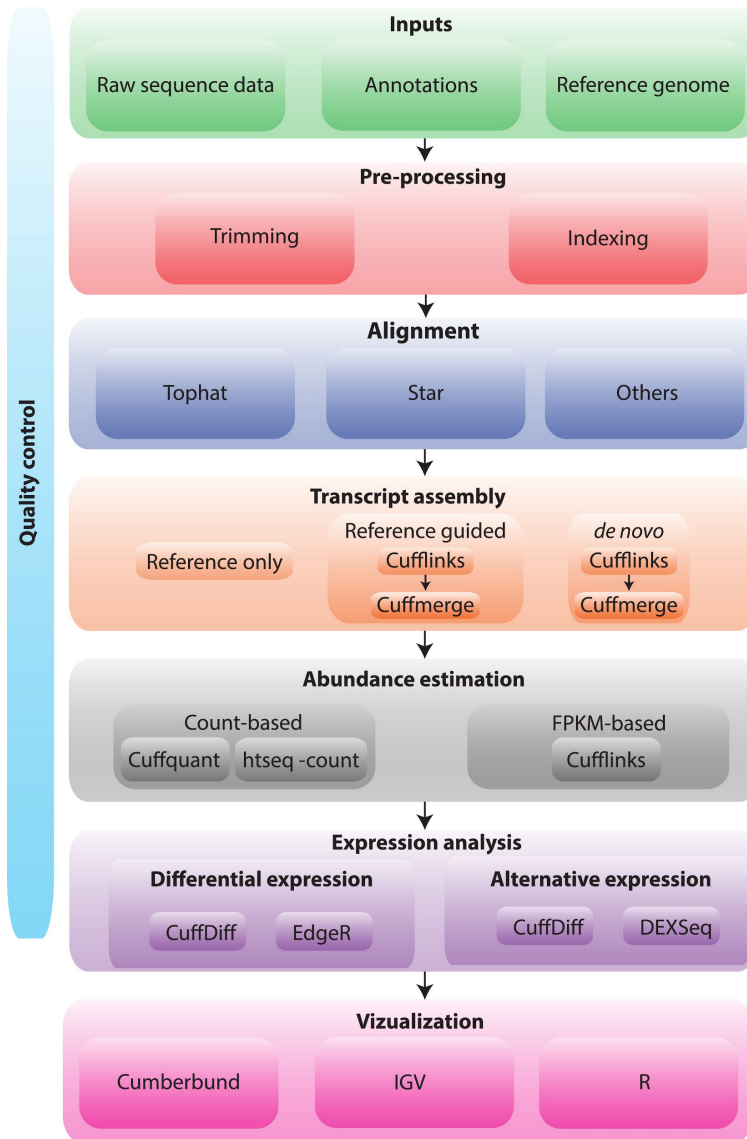 Quality control
Inputs
Raw sequence data
Annotations
Reference genome
Pre-processing
Trimming
Indexing
Alignment
Tophat
Star
Others
Transcript assembly
Reference only
Reference guided
Cufflinks
Cuffmerge
de novo
Cufflinks
Cuffmerge
Abundance estimation
Count-based
Cuffquant
htseq -count
FPKM-based
Cufflinks
Expression analysis
Differential expression
CuffDiff
EdgeR
Alternative expression
CuffDiff
DEXSeq
Vizualization
Cumberbund
IGV
R